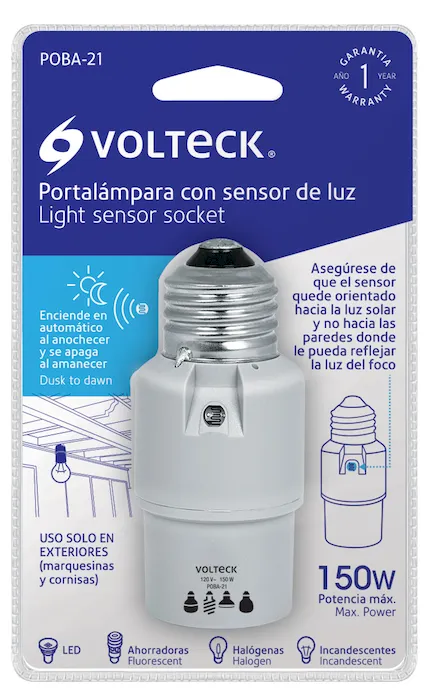 POBA-21
GARANTÍA
AÑO 1 YEAR
WARRANTY
VOLTECK®
Portalámpara con sensor de luz
Light sensor socket
Enciende en
automático
al anochecer
y se apaga
al amanecer
Dusk to dawn
Asegúrese de
que el sensor
quede orientado
hacia la luz solar
y no hacia las
paredes donde
le pueda reflejar
la luz del foco
USO SOLO EN
EXTERIORES
(marquesinas
y cornisas)
VOLTECK
120 V~ 150 W
POBA-21
150W
Potencia máx.
Max. Power
LED
Ahorradoras
Fluorescent
Halógenas
Halogen
Incandescentes
Incandescent